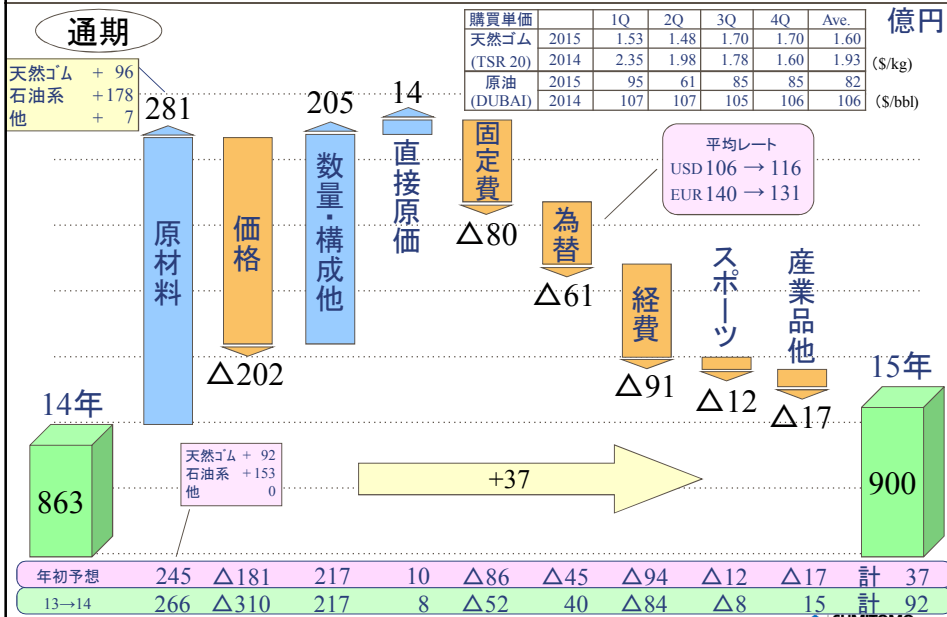 通期
億円
購買単価 1Q 2Q 3Q 4Q Ave.
天然ゴム 2015 1.53 1.48 1.70 1.70 1.60
(TSR 20) 2014 2.35 1.98 1.78 1.60 1.93 ($/kg)
原油 2015 95 61 85 85 82
(DUBAI) 2014 107 107 105 106 106 ($/bbl)
天然ゴム + 96
石油系 +178
他 + 7
281
原材料
価格
△202
205
数量・構成他
14
直接原価
固定費
△80
平均レート
USD 106 → 116
EUR 140 → 131
為替
△61
経費
△91
スポーツ
△12
産業品他
△17
14年
863
15年
900
天然ゴム + 92
石油系 +153
他 0
+37
年初予想 245 △181 217 10 △86 △45 △94 △12 △17 計 37
13→14 266 △310 217 8 △52 40 △84 △8 15 計 92
SUMITOMO